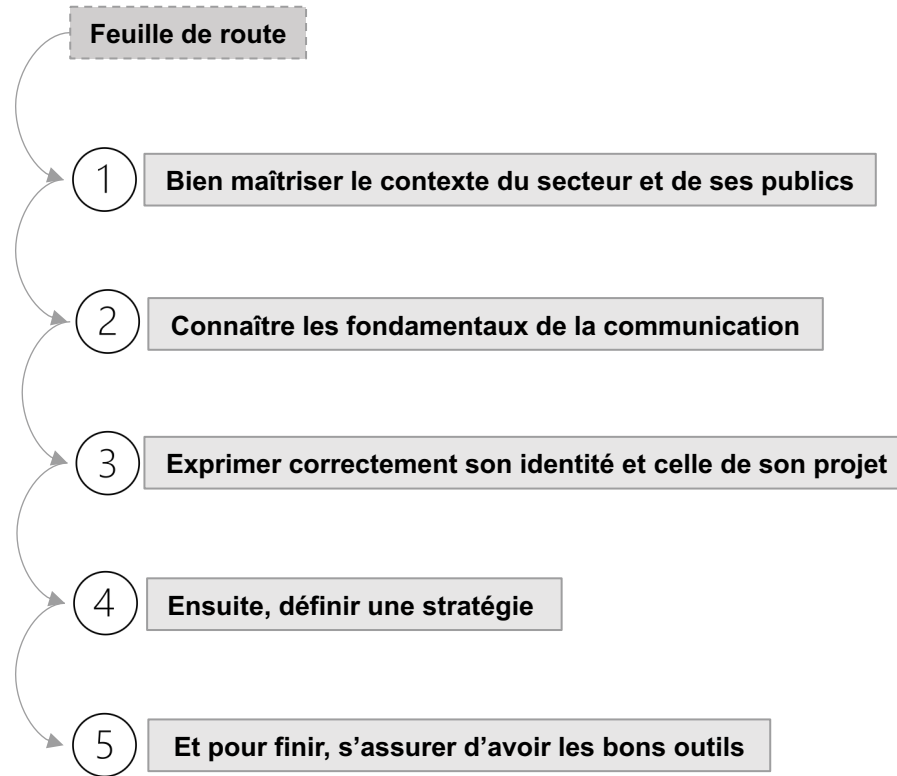 Feuille de route
1 Bien maîtriser le contexte du secteur et de ses publics
2 Connaître les fondamentaux de la communication
3 Exprimer correctement son identité et celle de son projet
4 Ensuite, définir une stratégie
5 Et pour finir, s’assurer d’avoir les bons outils